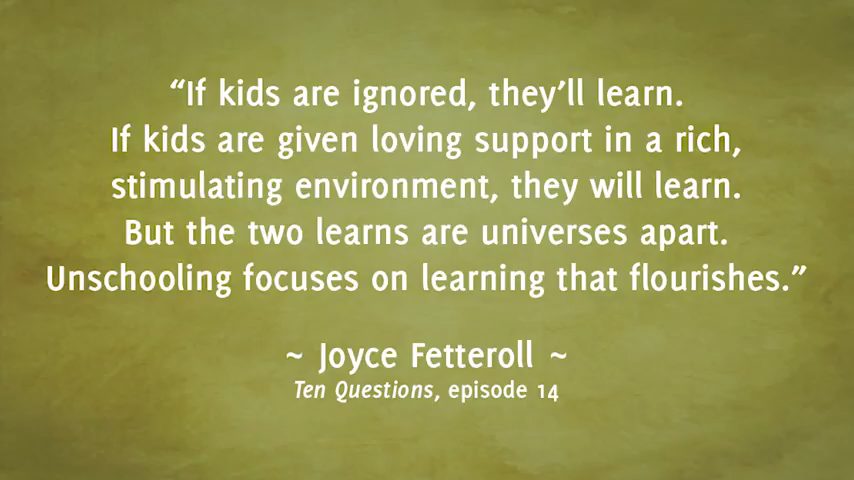 “If kids are ignored, they’ll learn.
If kids are given loving support in a rich,
stimulating environment, they will learn.
But the two learns are universes apart.
Unschooling focuses on learning that flourishes.”
~ Joyce Fetteroll ~
Ten Questions, episode 14